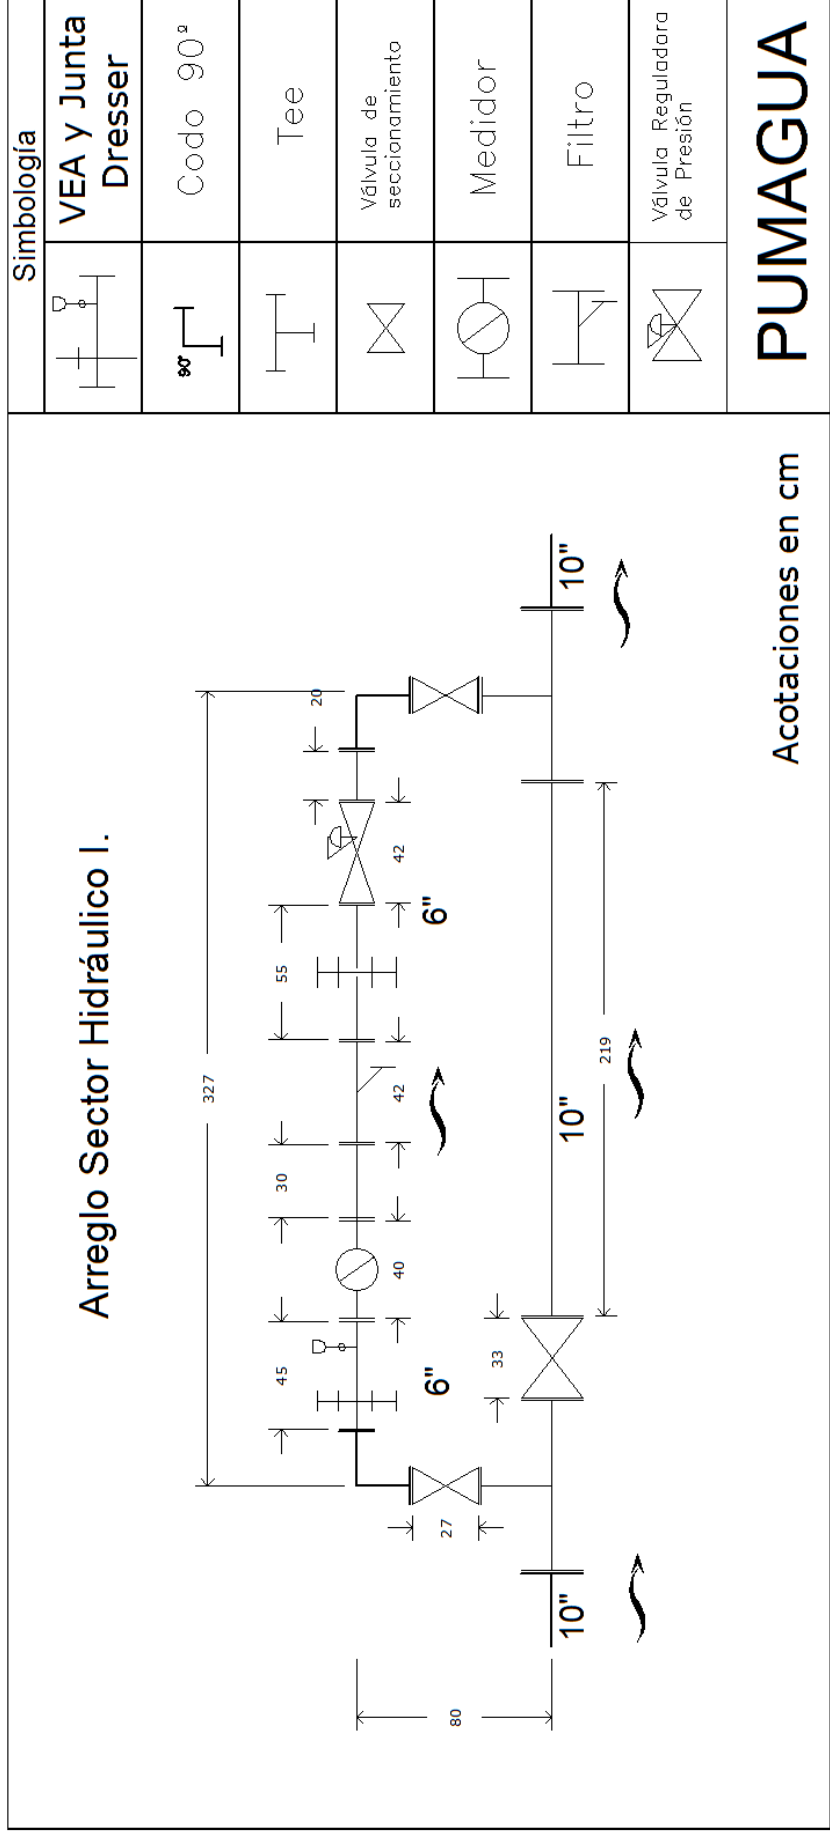 Arreglo Sector Hidráulico I.
327
45
30
55
20
40
42
42
6"
6"
80
27
33
219
10"
10"
10"
Acotaciones en cm
Simbología
VEA y Junta
Dresser
90°
Codo 90º
Tee
Válvula de
seccionamiento
Medidor
Filtro
Válvula Reguladora
de Presión
PUMAGUA